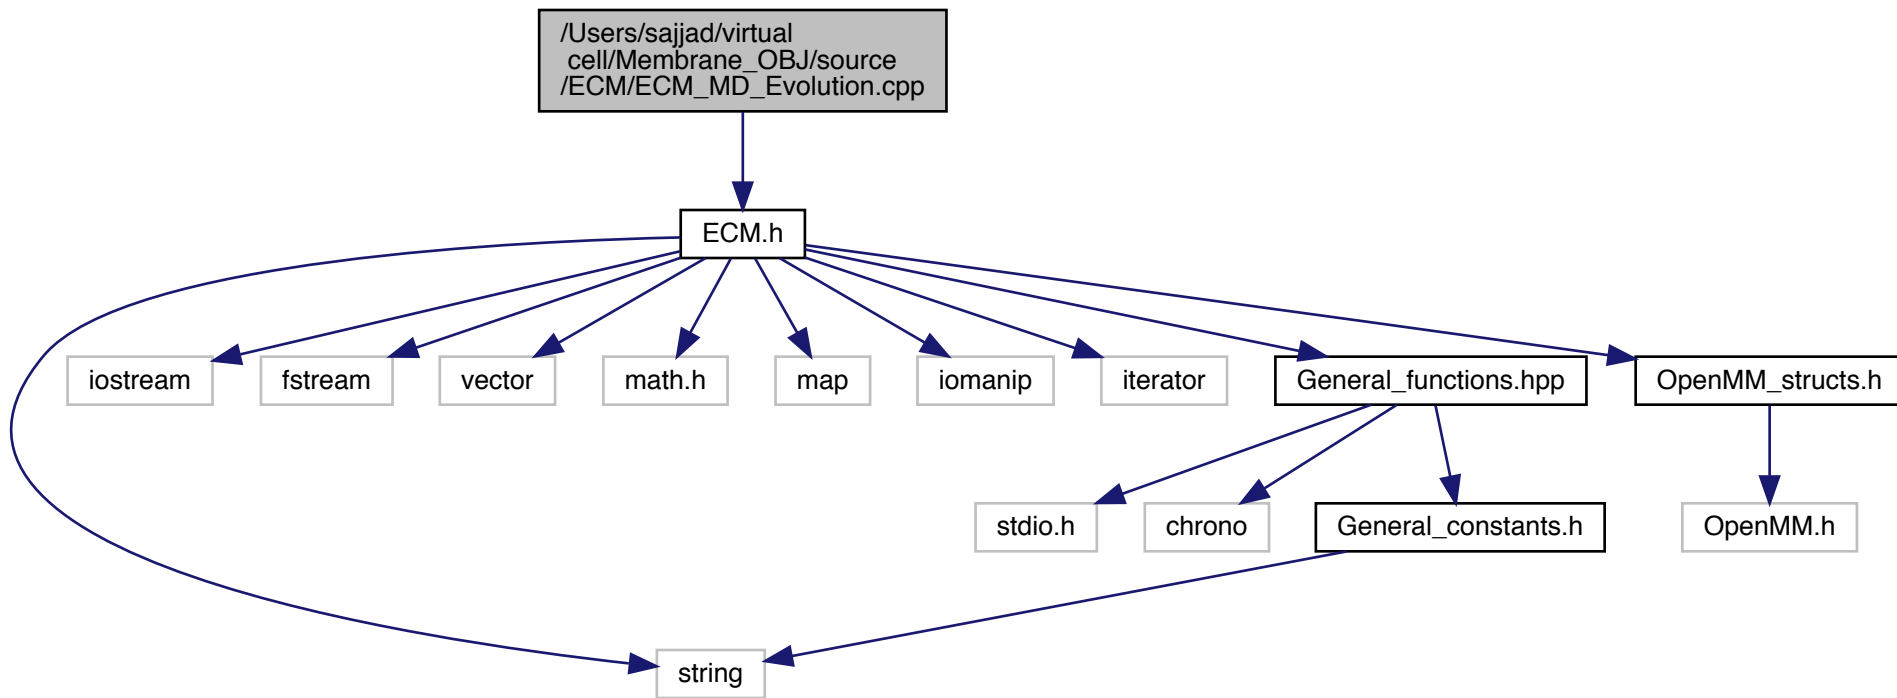 /Users/sajjad/virtual
cell/Membrane_OBJ/source
/ECM/ECM_MD_Evolution.cpp
ECM.h
iostream
fstream
vector
math.h
map
iomanip
iterator
General_functions.hpp
OpenMM_structs.h
stdio.h
chrono
General_constants.h
OpenMM.h
string